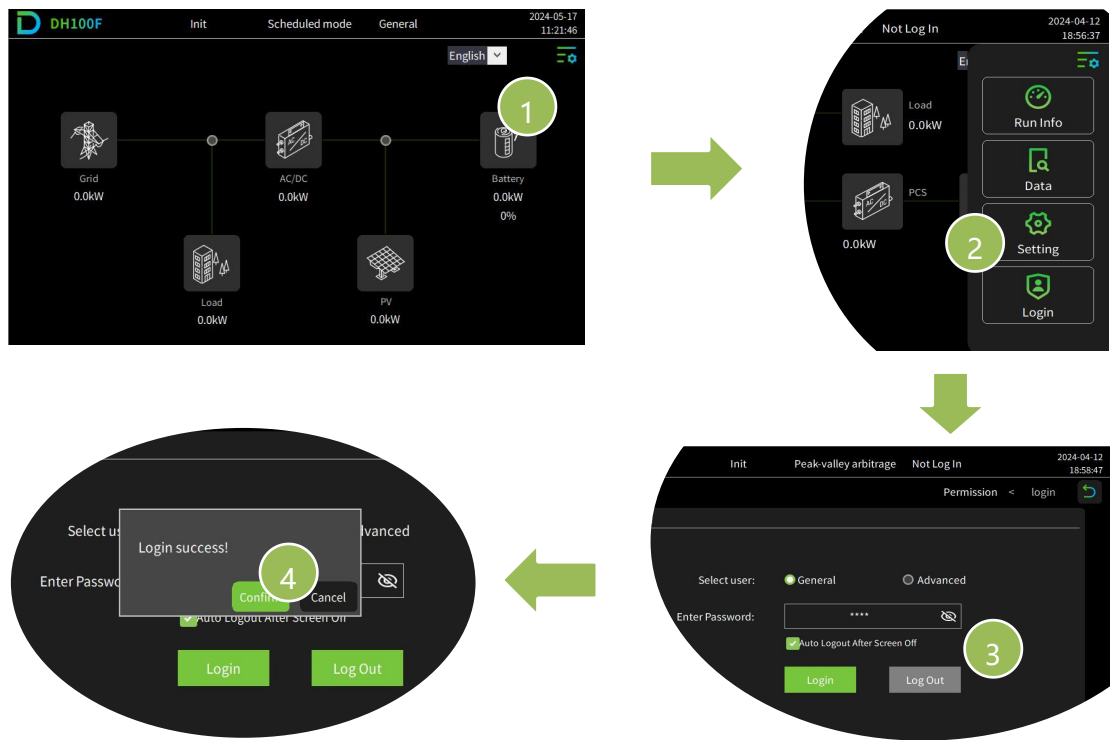 DH100F Init Scheduled mode General 2024-05-17
11:21:46
English
1
Grid
0.0kW
AC/DC
0.0kW
Battery
0.0kW
0%
Load
0.0kW
PV
0.0kW
Not Log In 2024-04-12
18:56:37
Load
0.0kW
PCS
0.0kW
Run Info
Data
Setting
2
Login
Init Peak-valley arbitrage Not Log In 2024-04-12
18:58:47
Permission < login
Select user: General Advanced
Enter Password: ****
Auto Logout After Screen Off
3
Login Log Out
Select us
Login success!
4
Enter Passwo
Cancel
Auto Logout After Screen Off
Login Log Out